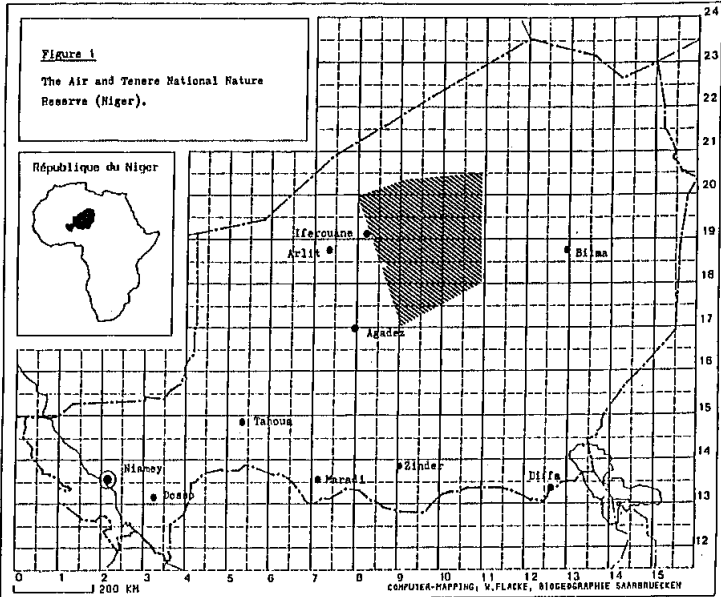 Figure 1
The Air and Tenere National Nature
Reserve (Niger).
République du Niger
24
23
22
21
20
19
18
17
16
15
14
13
12
Iferouane
Arlit
Bilma
Agadez
Tahoua
Niamey
Dosso
Maradi
Zinder
Diffa
0 1 2 3 4 5 6 7 8 9 10 11 12 13 14 15
200 KM
COMPUTER-MAPPING; W.FLACKE, BIOGEOGRAPHIE SAARBRUECKEN